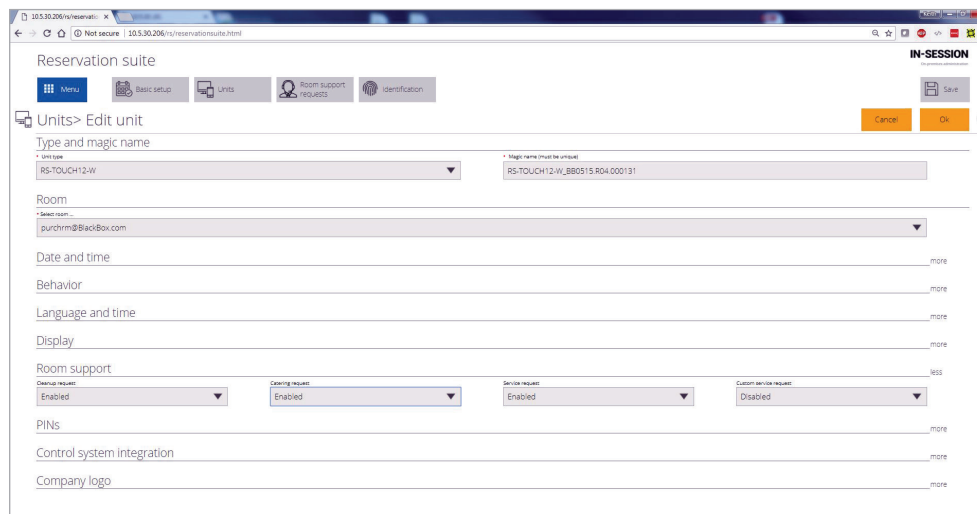 10.5.30.206/rs/reservatio
Not secure | 10.5.30.206/rs/reservationsuite.html
Reservation suite
IN-SESSION
Menu
Basic setup
Units
Room support requests
Identification
Save
Units> Edit unit
Cancel
Ok
Type and magic name
* Unit type
* Magic name (must be unique)
RS-TOUCH12-W
RS-TOUCH12-W_BB0515.R04.000131
Room
* Select room ...
purchrm@BlackBox.com
Date and time
more
Behavior
more
Language and time
more
Display
more
Room support
less
Cleanup request:
Catering request:
Service request:
Custom service request:
Enabled
Enabled
Enabled
Disabled
PINs
more
Control system integration
more
Company logo
more